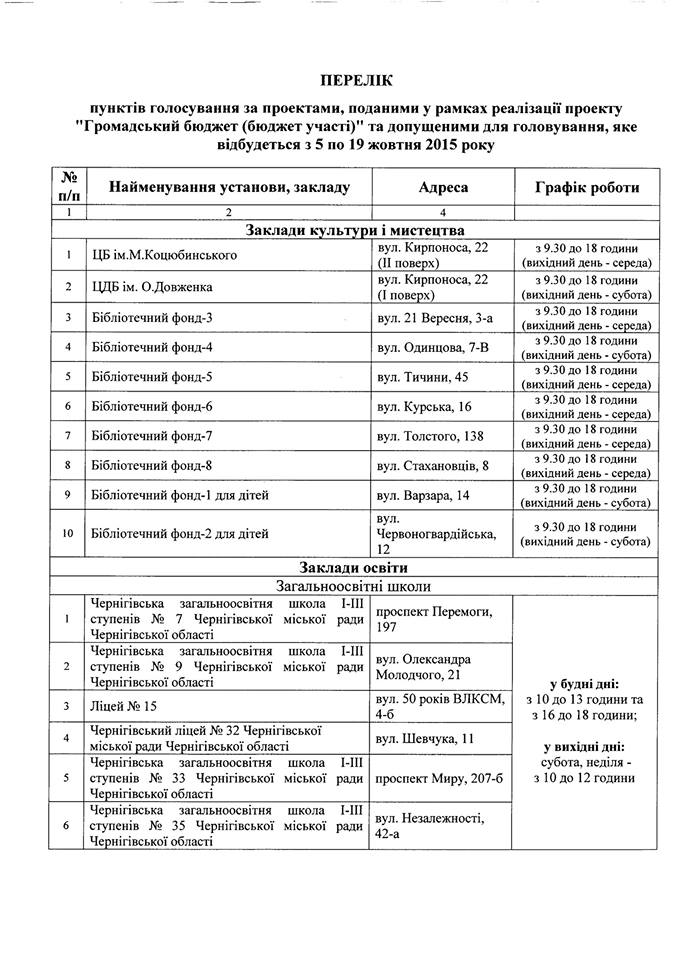 ПЕРЕЛІК
пунктів голосування за проектами, поданими у рамках реалізації проекту
"Громадський бюджет (бюджет участі)" та допущеними для головування, яке
відбудеться з 5 по 19 жовтня 2015 року
№
п/п
Найменування установи, закладу
Адреса
Графік роботи
1
2
4
Заклади культури і мистецтва
1
ЦБ ім.М.Коцюбинського
вул. Кирпоноса, 22
(ІІ поверх)
з 9.30 до 18 години
(вихідний день - середа)
2
ЦДБ ім. О.Довженка
вул. Кирпоноса, 22
(І поверх)
з 9.30 до 18 години
(вихідний день - субота)
3
Бібліотечний фонд-3
вул. 21 Вересня, 3-а
з 9.30 до 18 години
(вихідний день - середа)
4
Бібліотечний фонд-4
вул. Одинцова, 7-В
з 9.30 до 18 години
(вихідний день - субота)
5
Бібліотечний фонд-5
вул. Тичини, 45
з 9.30 до 18 години
(вихідний день - середа)
6
Бібліотечний фонд-6
вул. Курська, 16
з 9.30 до 18 години
(вихідний день - середа)
7
Бібліотечний фонд-7
вул. Толстого, 138
з 9.30 до 18 години
(вихідний день - середа)
8
Бібліотечний фонд-8
вул. Стахановців, 8
з 9.30 до 18 години
(вихідний день - середа)
9
Бібліотечний фонд-1 для дітей
вул. Варзара, 14
з 9.30 до 18 години
(вихідний день - субота)
10
Бібліотечний фонд-2 для дітей
вул.
Червоногвардійська,
12
з 9.30 до 18 години
(вихідний день - субота)
Заклади освіти
Загальноосвітні школи
1
Чернігівська загальноосвітня школа І-ІІІ
ступенів № 7 Чернігівської міської ради
Чернігівської області
проспект Перемоги,
197
2
Чернігівська загальноосвітня школа І-ІІІ
ступенів № 9 Чернігівської міської ради
Чернігівської області
вул. Олександра
Молодчого, 21
3
Ліцей № 15
вул. 50 років ВЛКСМ,
4-б
4
Чернігівський ліцей № 32 Чернігівської
міської ради Чернігівської області
вул. Шевчука, 11
5
Чернігівська загальноосвітня школа І-ІІІ
ступенів № 33 Чернігівської міської ради
Чернігівської області
проспект Миру, 207-б
6
Чернігівська загальноосвітня школа І-ІІІ
ступенів № 35 Чернігівської міської ради
Чернігівської області
вул. Незалежності,
42-а
у будні дні:
з 10 до 13 години та
з 16 до 18 години;
у вихідні дні:
субота, неділя -
з 10 до 12 години